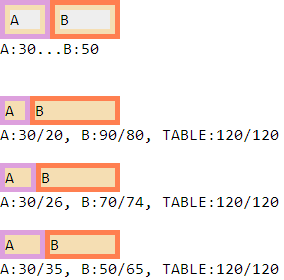 A B
A:30...B:50
A B
A:30/20, B:90/80, TABLE:120/120
A B
A:30/26, B:70/74, TABLE:120/120
A B
A:30/35, B:50/65, TABLE:120/120